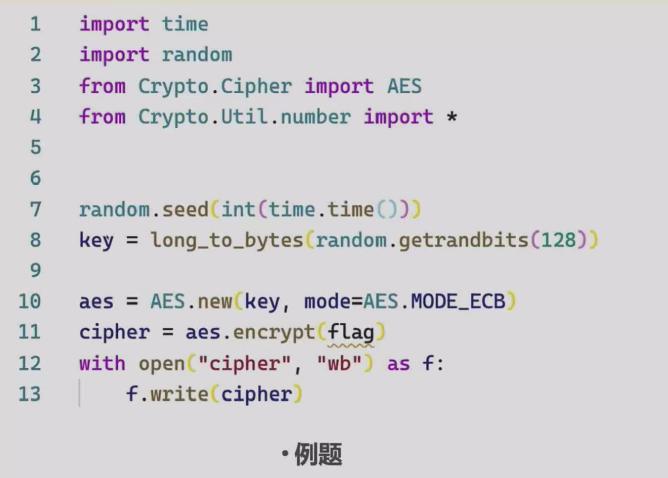 1 import time
2 import random
3 from Crypto.Cipher import AES
4 from Crypto.Util.number import *
5
6
7 random.seed(int(time.time()))
8 key = long_to_bytes(random.getrandbits(128))
9
10 aes = AES.new(key, mode=AES.MODE_ECB)
11 cipher = aes.encrypt(flag)
12 with open("cipher", "wb") as f:
13     f.write(cipher)
• 例题